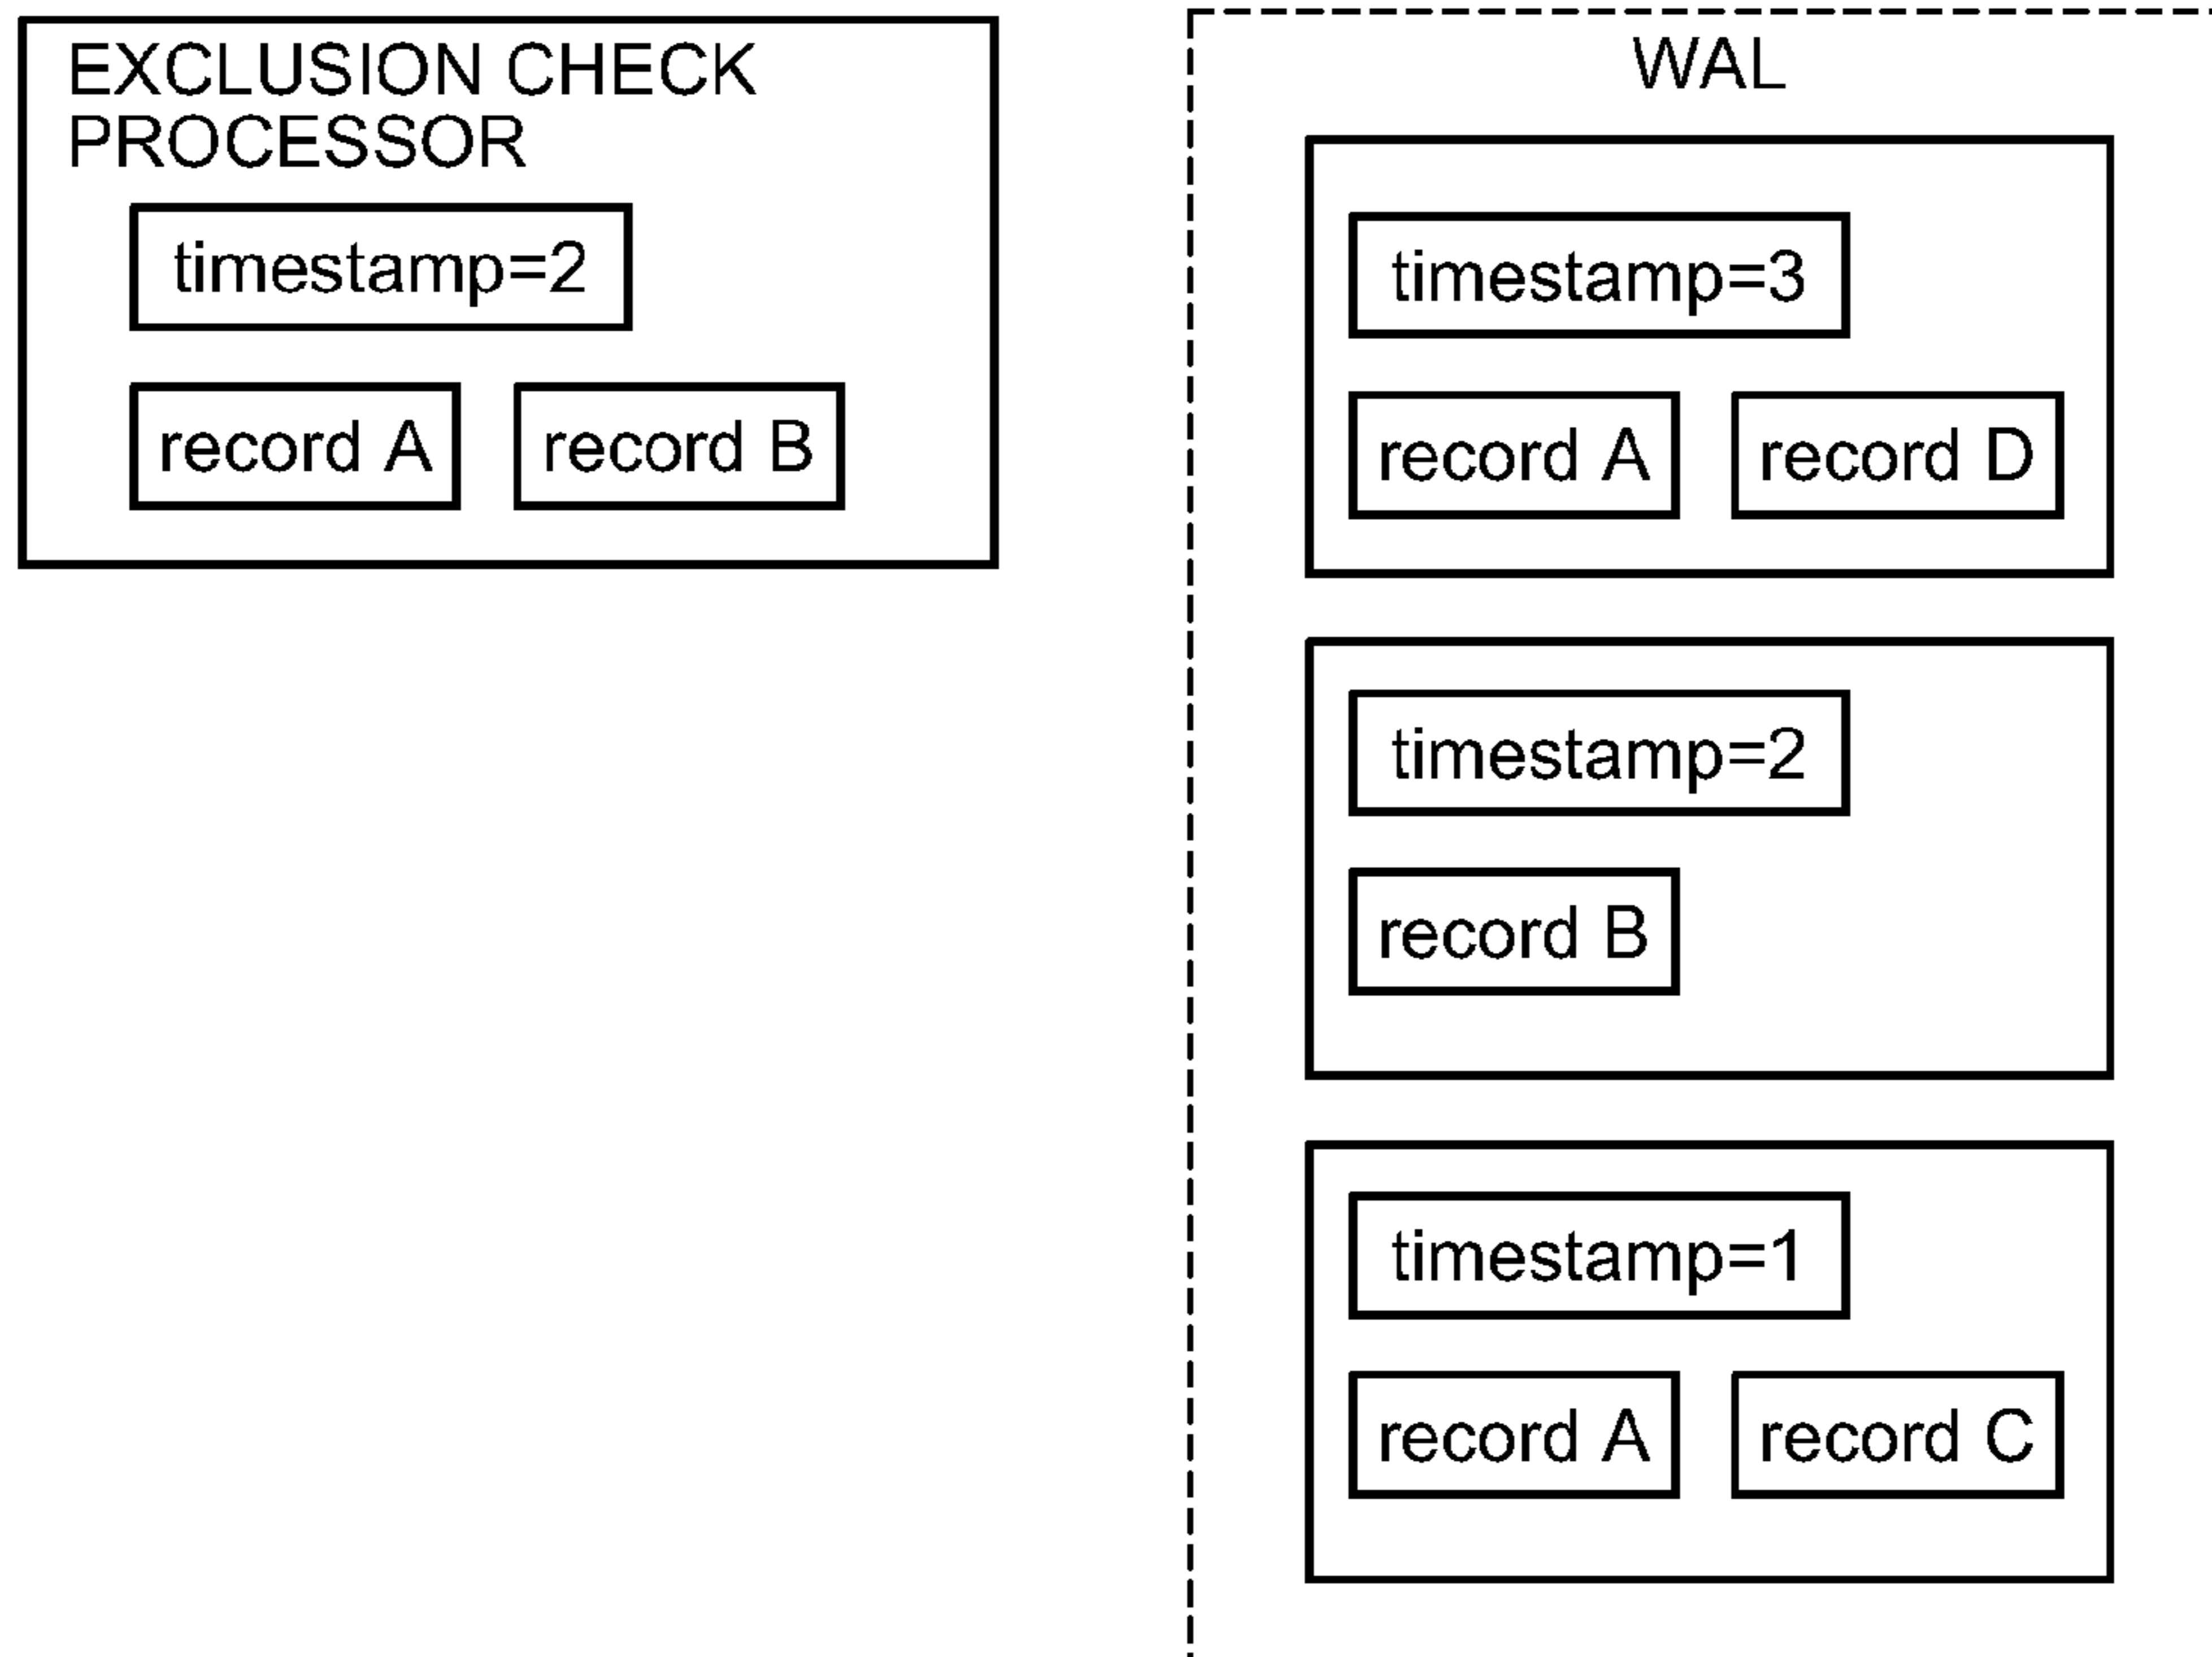 EXCLUSION CHECK
PROCESSOR
timestamp=2
record A
record B
WAL
timestamp=3
record A
record D
timestamp=2
record B
timestamp=1
record A
record C